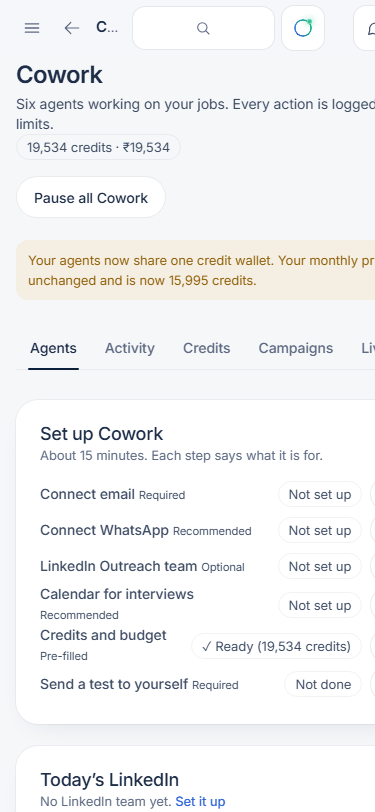 C...
Cowork
Six agents working on your jobs. Every action is logged
limits.
19,534 credits · ₹19,534
Pause all Cowork
Your agents now share one credit wallet. Your monthly pr
unchanged and is now 15,995 credits.
Agents Activity Credits Campaigns Li
Set up Cowork
About 15 minutes. Each step says what it is for.
Connect email Required Not set up
Connect WhatsApp Recommended Not set up
LinkedIn Outreach team Optional Not set up
Calendar for interviews
Recommended Not set up
Credits and budget
Pre-filled ✓ Ready (19,534 credits)
Send a test to yourself Required Not done
Today's LinkedIn
No LinkedIn team yet. Set it up